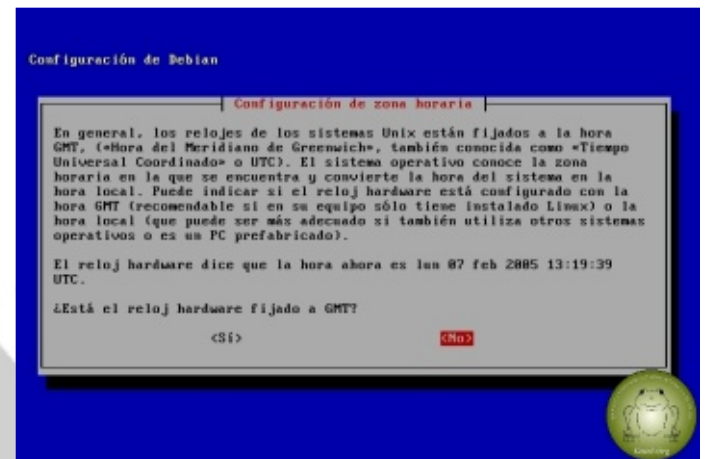 Configuración de Debian
Configuración de zona horaria
En general, los relojes de los sistemas Unix están fijados a la hora
GMT, («Hora del Meridiano de Greenwich», también conocida como «Tiempo
Universal Coordinado» o UTC). El sistema operativo conoce la zona
horaria en la que se encuentra y convierte la hora del sistema en la
hora local. Puede indicar si el reloj hardware está configurado con la
hora GMT (recomendable si en su equipo sólo tiene instalado Linux) o la
hora local (que puede ser más adecuado si también utiliza otros sistemas
operativos o es un PC prefabricado).
El reloj hardware dice que la hora ahora es lun 07 feb 2005 13:19:39
UTC.
¿Está el reloj hardware fijado a GMT?
<Sí> <No>